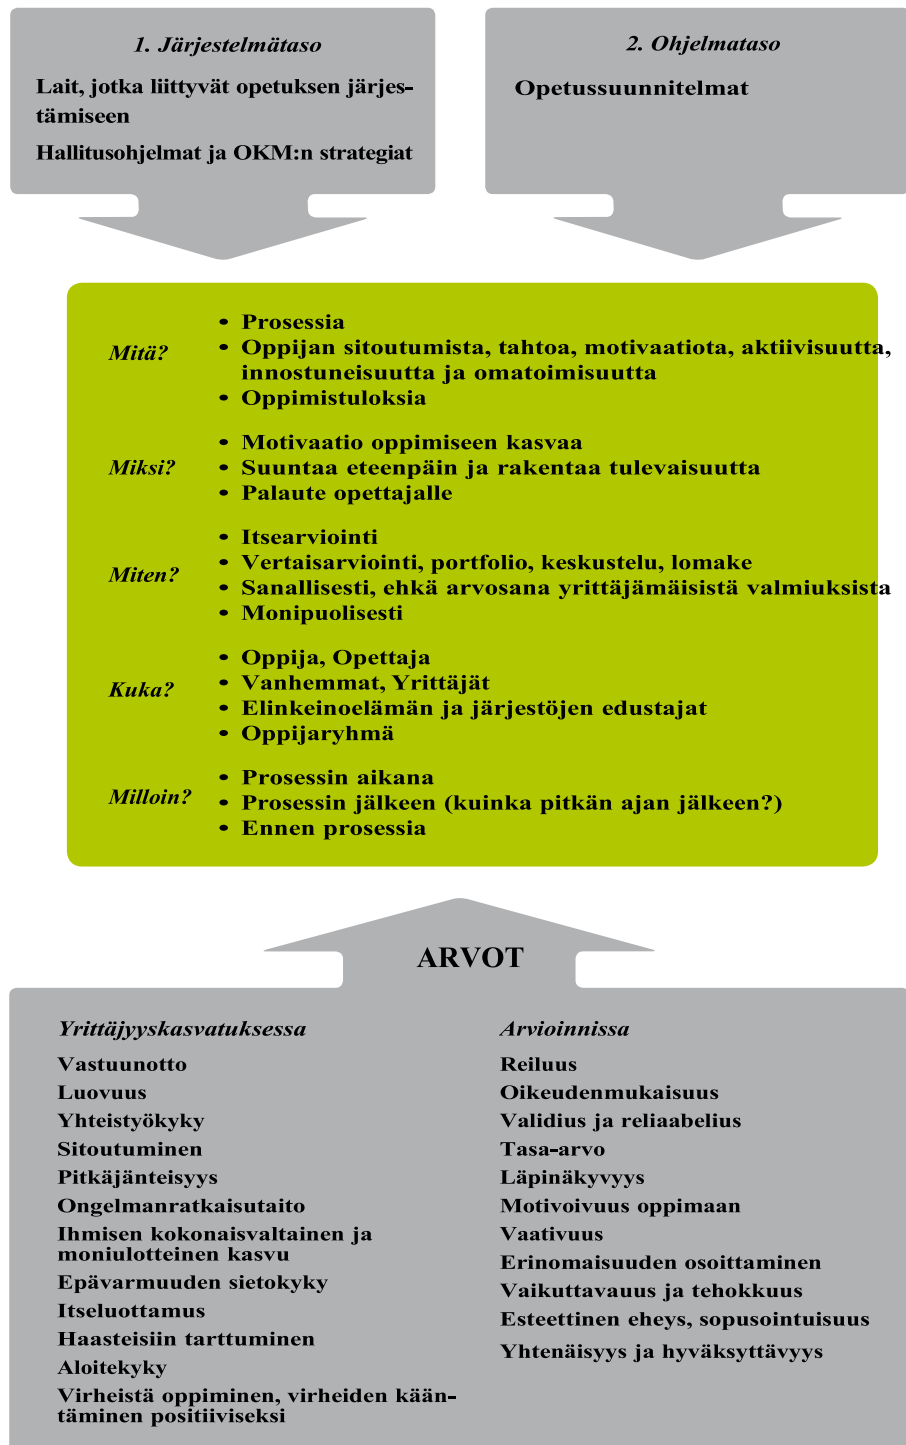 1. Järjestelmätaso
Lait, jotka liittyvät opetuksen järjes-
tämiseen
Hallitusohjelmat ja OKM:n strategiat
2. Ohjelmataso
Opetussuunnitelmat
Mitä?
• Prosessia
• Oppijan sitoutumista, tahtoa, motivaatiota, aktiivisuutta,
innostuneisuutta ja omatoimisuutta
• Oppimistuloksia
Miksi?
• Motivaatio oppimiseen kasvaa
• Suuntaa eteenpäin ja rakentaa tulevaisuutta
• Palaute opettajalle
Miten?
• Itsearviointi
• Vertaisarviointi, portfolio, keskustelu, lomake
• Sanallisesti, ehkä arvosana yrittäjämäisistä valmiuksista
• Monipuolisesti
Kuka?
• Oppija, Opettaja
• Vanhemmat, Yrittäjät
• Elinkeinoelämän ja järjestöjen edustajat
• Oppijaryhmä
Milloin?
• Prosessin aikana
• Prosessin jälkeen (kuinka pitkän ajan jälkeen?)
• Ennen prosessia
ARVOT
Yrittäjyyskasvatuksessa
Vastuunotto
Luovuus
Yhteistyökyky
Sitoutuminen
Pitkäjänteisyys
Ongelmanratkaisutaito
Ihmisen kokonaisvaltainen ja
moniulotteinen kasvu
Epävarmuuden sietokyky
Itseluottamus
Haasteisiin tarttuminen
Aloitekyky
Virheistä oppiminen, virheiden kään-
täminen positiiviseksi
Arvioinnissa
Reiluus
Oikeudenmukaisuus
Validius ja reliaabelius
Tasa-arvo
Läpinäkyvyys
Motivoivuus oppimaan
Vaativuus
Erinomaisuuden osoittaminen
Vaikuttavauus ja tehokkuus
Esteettinen eheys, sopusointuisuus
Yhtenäisyys ja hyväksyttävyys